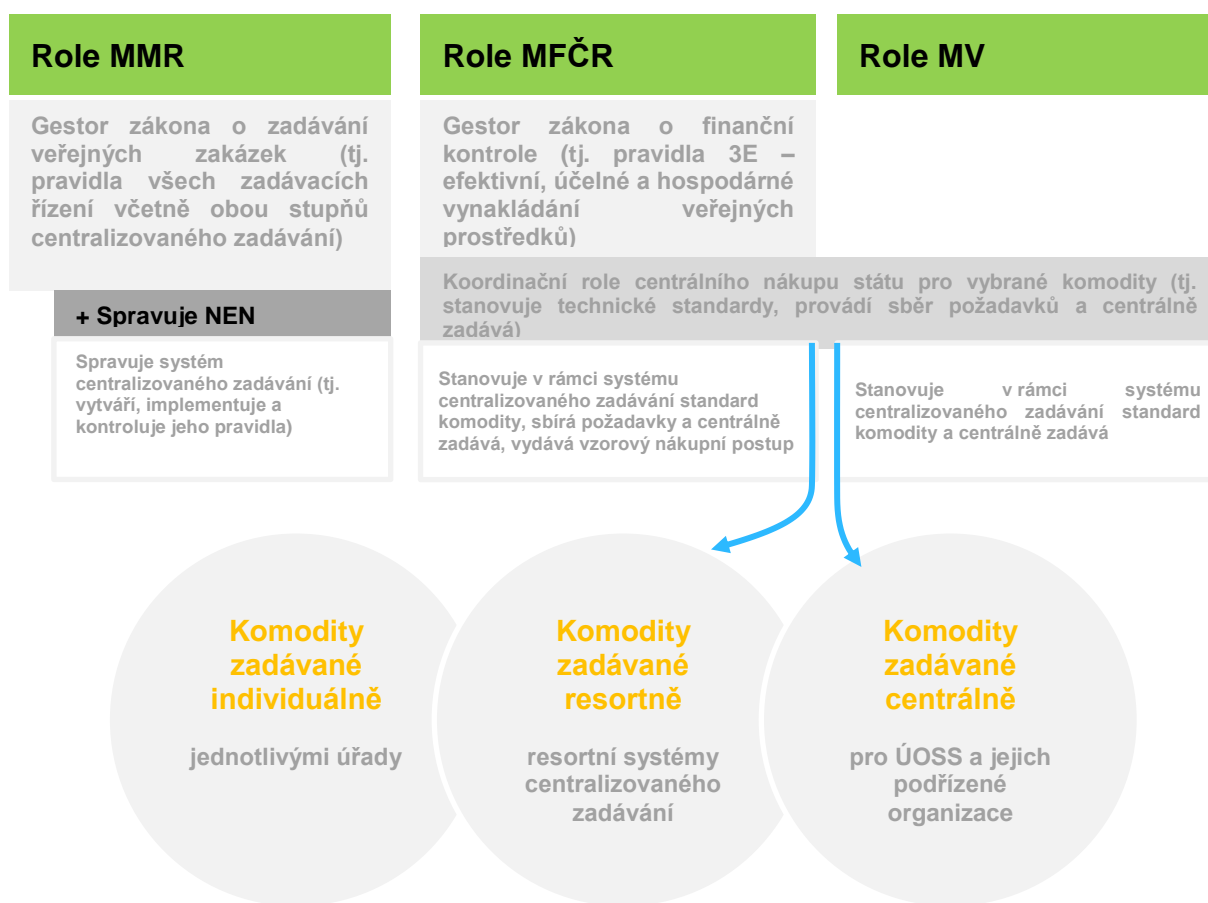 Role MMR
Gestor zákona o zadávání
veřejných zakázek (tj.
pravidla všech zadávacích
řízení včetně obou stupňů
centralizovaného zadávání)
+ Spravuje NEN
Spravuje systém
centralizovaného zadávání (tj.
vytváří, implementuje a
kontroluje jeho pravidla)
Role MFČR
Gestor zákona o finanční
kontrole (tj. pravidla 3E –
efektivní, účelné a hospodárné
vynakládání veřejných
prostředků)
Role MV
Koordinační role centrálního nákupu státu pro vybrané komodity (tj.
stanovuje technické standardy, provádí sběr požadavků a centrálně
zadává)
Stanovuje v rámci systému
centralizovaného zadávání standard
komodity, sbírá požadavky a centrálně
zadává, vydává vzorový nákupní postup
Stanovuje v rámci systému
centralizovaného zadávání standard
komodity a centrálně zadává
Komodity
zadávané
individuálně
jednotlivými úřady
Komodity
zadávané
resortně
resortní systémy
centralizovaného
zadávání
Komodity
zadávané
centrálně
pro ÚOSS a jejich
podřízené
organizace